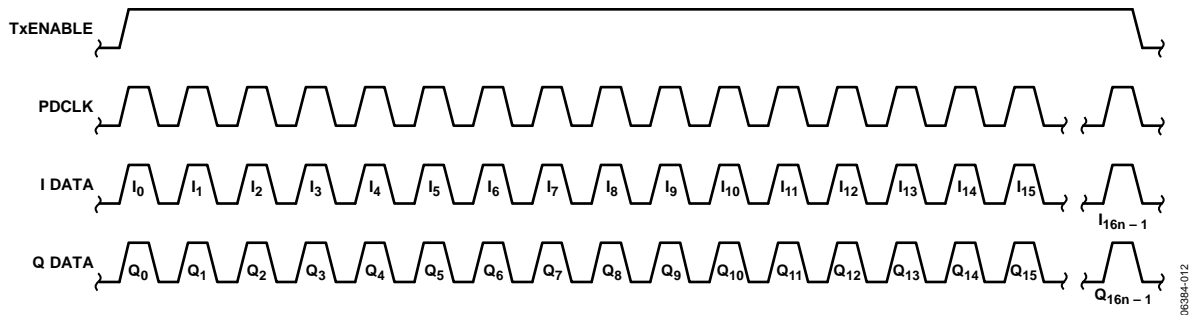 TxENABLE
PDCLK
I DATA
I0 I1 I2 I3 I4 I5 I6 I7 I8 I9 I10 I11 I12 I13 I14 I15
I16n – 1
Q DATA
Q0 Q1 Q2 Q3 Q4 Q5 Q6 Q7 Q8 Q9 Q10 Q11 Q12 Q13 Q14 Q15
Q16n – 1
06384-012